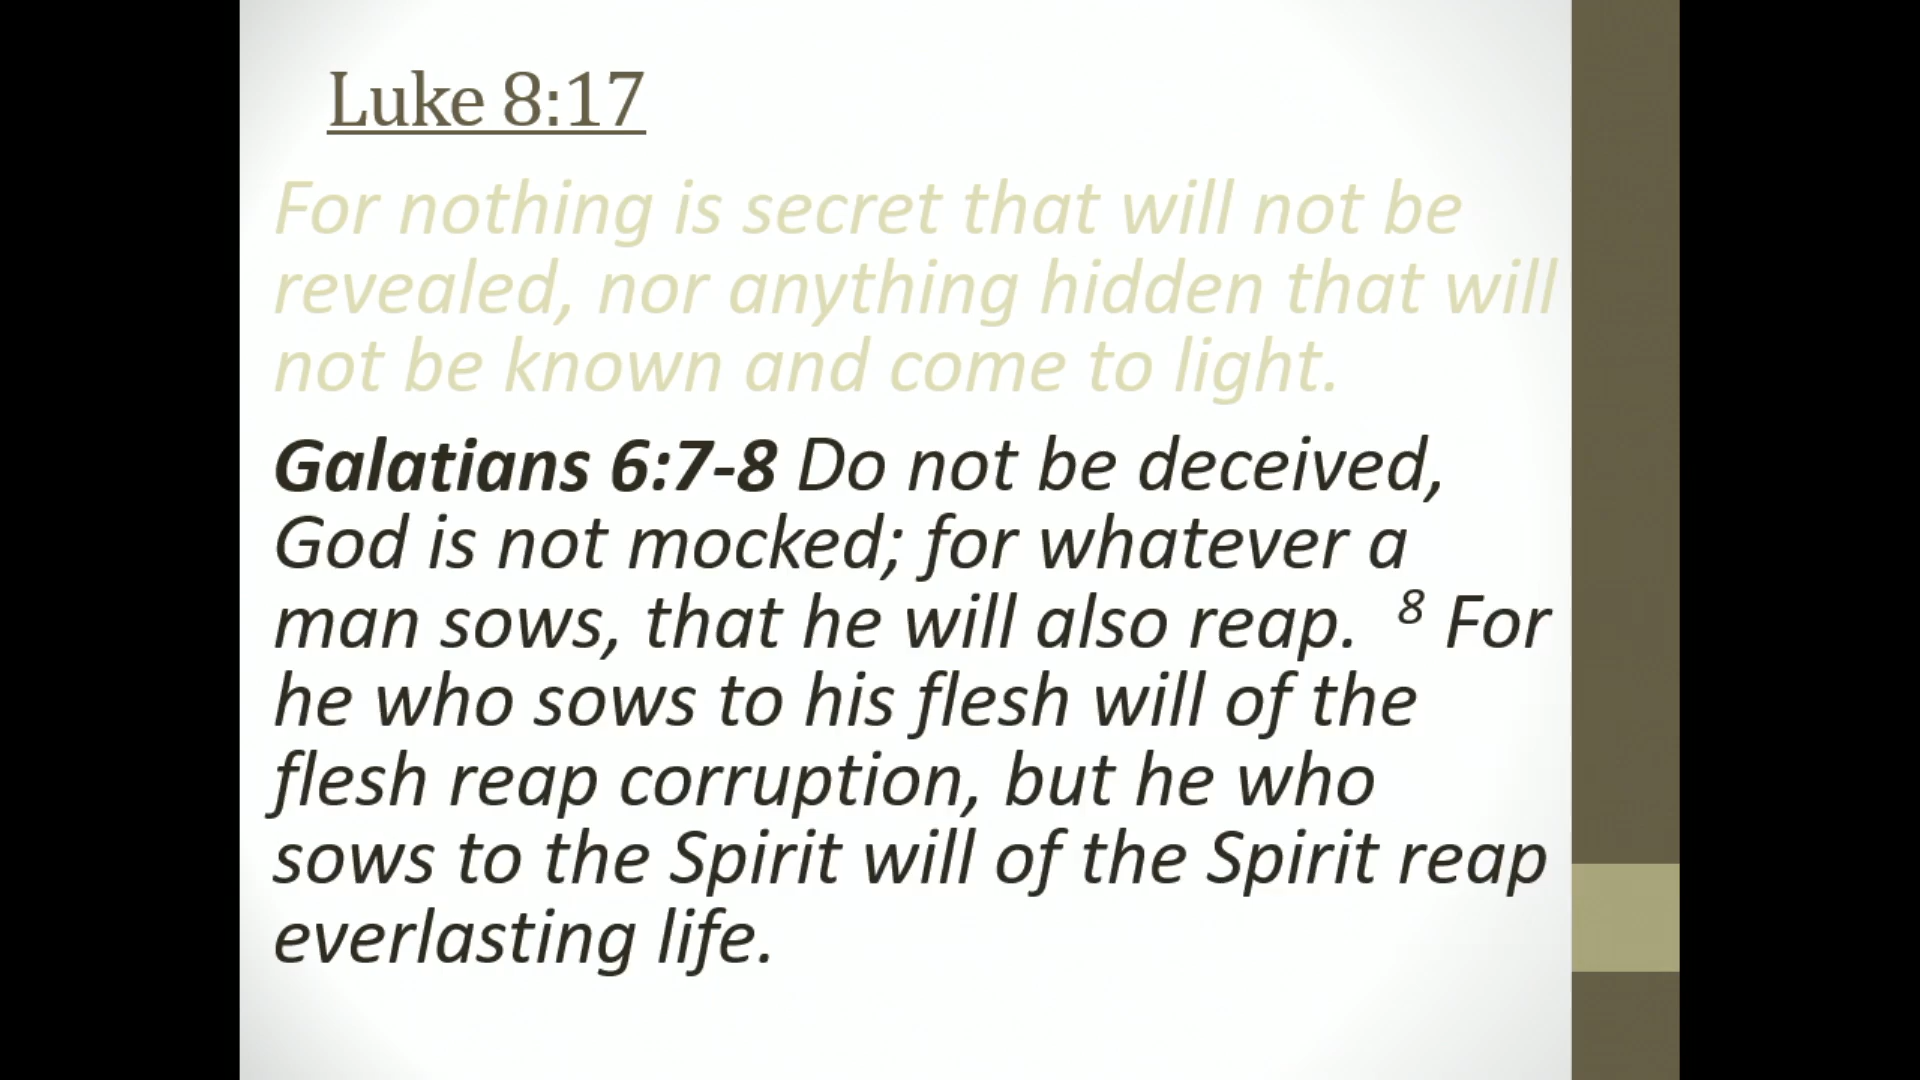 Luke 8:17
For nothing is secret that will not be
revealed, nor anything hidden that will
not be known and come to light.
Galatians 6:7-8 Do not be deceived,
God is not mocked; for whatever a
man sows, that he will also reap. ⁸ For
he who sows to his flesh will of the
flesh reap corruption, but he who
sows to the Spirit will of the Spirit reap
everlasting life.